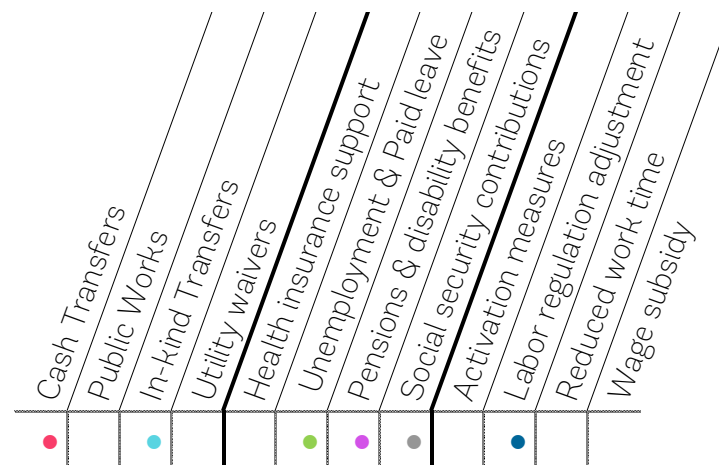 Cash Transfers
Public Works
In-kind Transfers
Utility waivers
Health insurance support
Unemployment & Paid leave
Pensions & disability benefits
Social security contributions
Activation measures
Labor regulation adjustment
Reduced work time
Wage subsidy